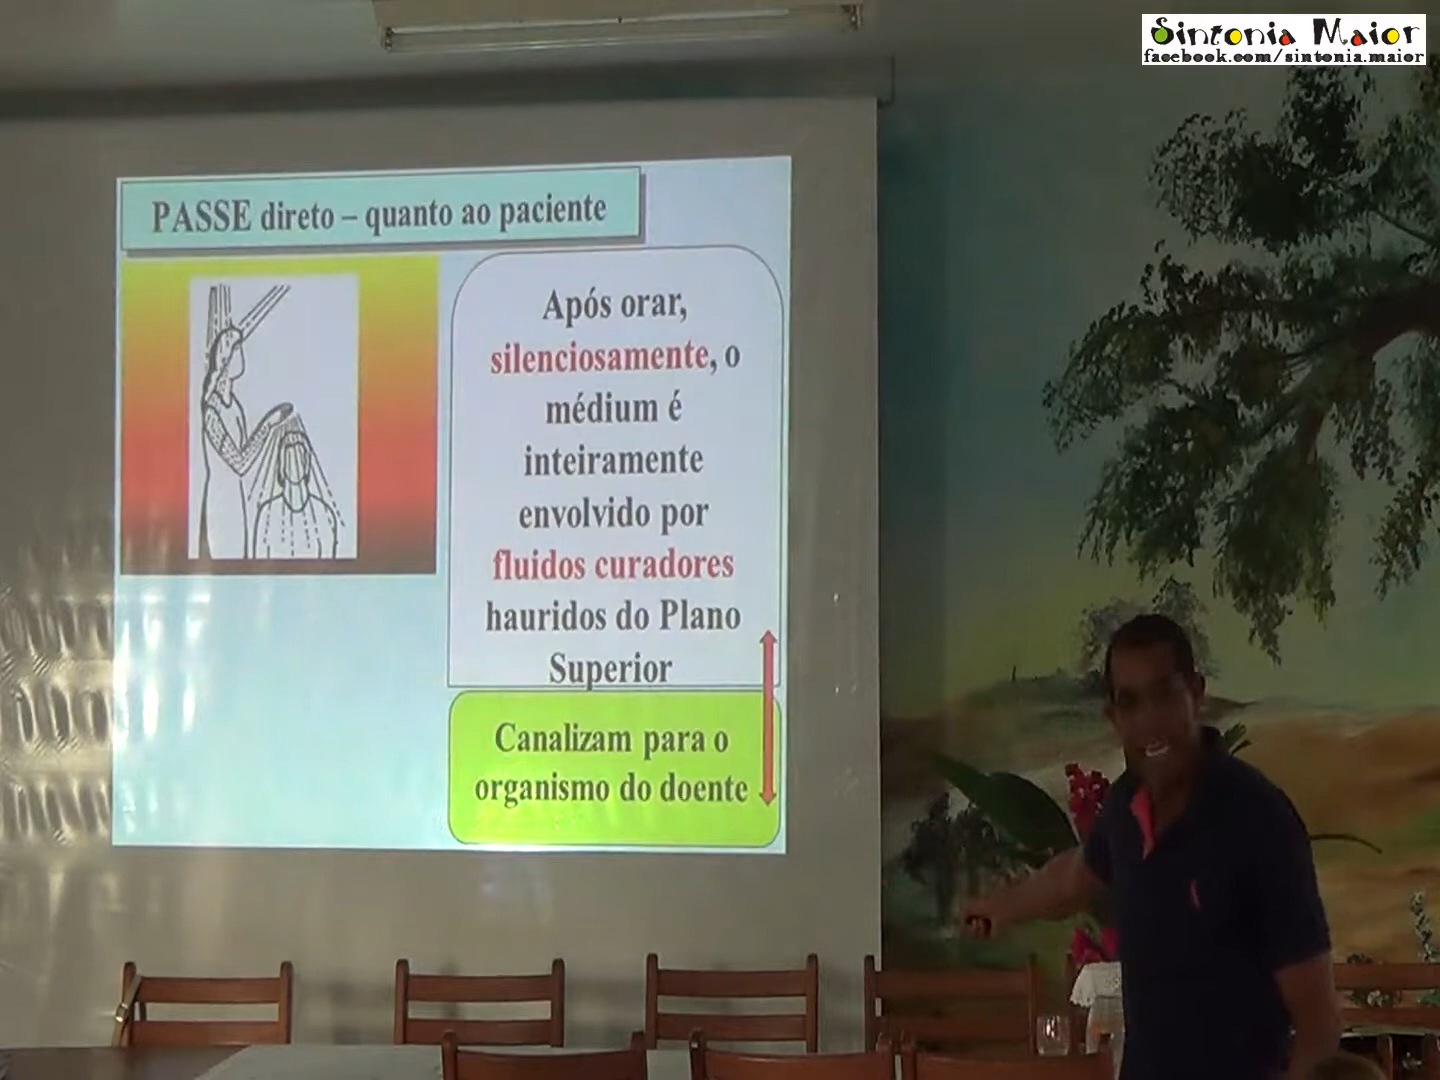 Sintonia Maior
facebook.com/sintonia.maior
PASSE direto – quanto ao paciente
Após orar,
silenciosamente, o
médium é
inteiramente
envolvido por
fluidos curadores
hauridos do Plano
Superior
Canalizam para o
organismo do doente